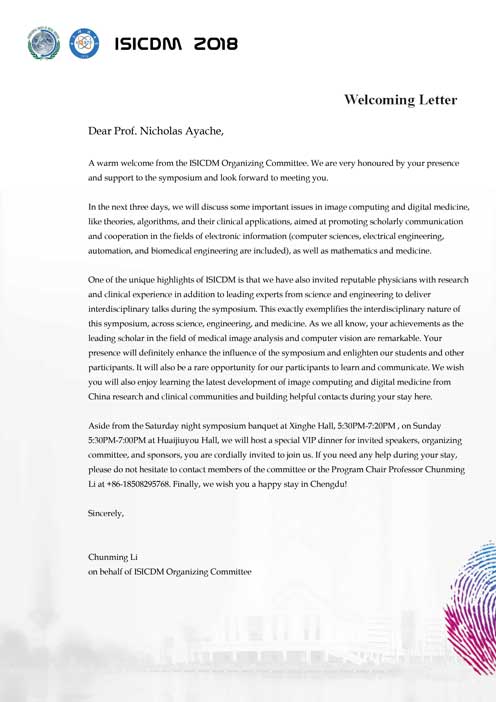 ISICDM 2018
Welcoming Letter
Dear Prof. Nicholas Ayache,
A warm welcome from the ISICDM Organizing Committee. We are very honoured by your presence
and support to the symposium and look forward to meeting you.
In the next three days, we will discuss some important issues in image computing and digital medicine,
like theories, algorithms, and their clinical applications, aimed at promoting scholarly communication
and cooperation in the fields of electronic information (computer sciences, electrical engineering,
automation, and biomedical engineering are included), as well as mathematics and medicine.
One of the unique highlights of ISICDM is that we have also invited reputable physicians with research
and clinical experience in addition to leading experts from science and engineering to deliver
interdisciplinary talks during the symposium. This exactly exemplifies the interdisciplinary nature of
this symposium, across science, engineering, and medicine. As we all know, your achievements as the
leading scholar in the field of medical image analysis and computer vision are remarkable. Your
presence will definitely enhance the influence of the symposium and enlighten our students and other
participants. It will also be a rare opportunity for our participants to learn and communicate. We wish
you will also enjoy learning the latest development of image computing and digital medicine from
China research and clinical communities and building helpful contacts during your stay here.
Aside from the Saturday night symposium banquet at Xinghe Hall, 5:30PM-7:20PM , on Sunday
5:30PM-7:00PM at Huaijiuyou Hall, we will host a special VIP dinner for invited speakers, organizing
committee, and sponsors, you are cordially invited to join us. If you need any help during your stay,
please do not hesitate to contact members of the committee or the Program Chair Professor Chunming
Li at +86-18508295768. Finally, we wish you a happy stay in Chengdu!
Sincerely,
Chunming Li
on behalf of ISICDM Organizing Committee